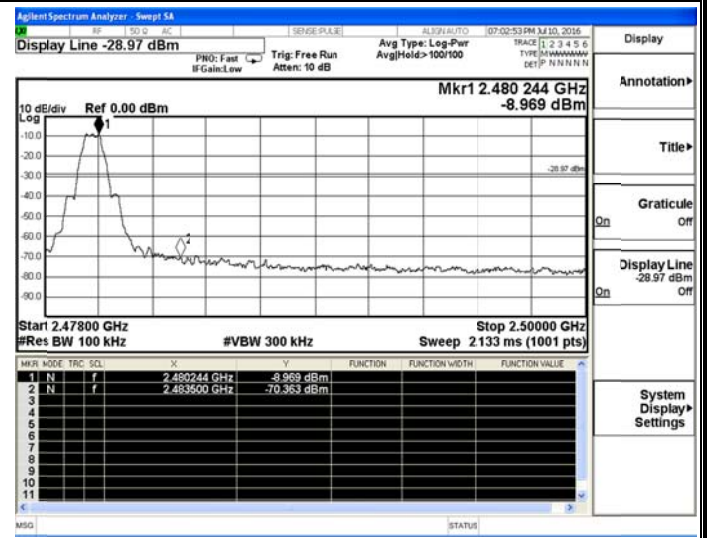 Agilent Spectrum Analyzer - Swept SA
RF 50 Ω AC SENSE:PULSE ALIGN AUTO 07:02:53 PM Jul 10, 2016
Display Line -28.97 dBm
PNO: Fast Trig: Free Run Avg Type: Log-Pwr TRACE 1 2 3 4 5 6
IFGain:Low Atten: 10 dB Avg|Hold:>100/100 TYPE M WWWWW
DET P N N N N N
Mkr1 2.480 244 GHz
-8.969 dBm
10 dB/div Ref 0.00 dBm
Log
1
-10.0
-20.0
-28.97 dBm
-30.0
-40.0
-50.0
-60.0
2
-70.0
-80.0
-90.0
Start 2.47800 GHz Stop 2.50000 GHz
#Res BW 100 kHz #VBW 300 kHz Sweep 2.133 ms (1001 pts)
MKR MODE TRC SCL X Y FUNCTION FUNCTION WIDTH FUNCTION VALUE
1 N f 2.480244 GHz -8.969 dBm
2 N f 2.483500 GHz -70.363 dBm
3
4
5
6
7
8
9
10
11
MSG STATUS
Display
Annotation
Title
Graticule
On Off
Display Line
-28.97 dBm
On Off
System
Display
Settings